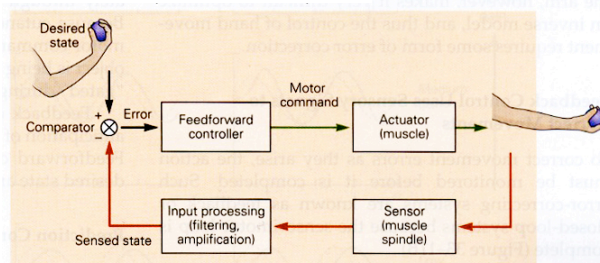 Desired
state
Comparator
+
−
Error
Feedforward
controller
Motor
command
Actuator
(muscle)
Input processing
(filtering,
amplification)
Sensor
(muscle
spindle)
Sensed state